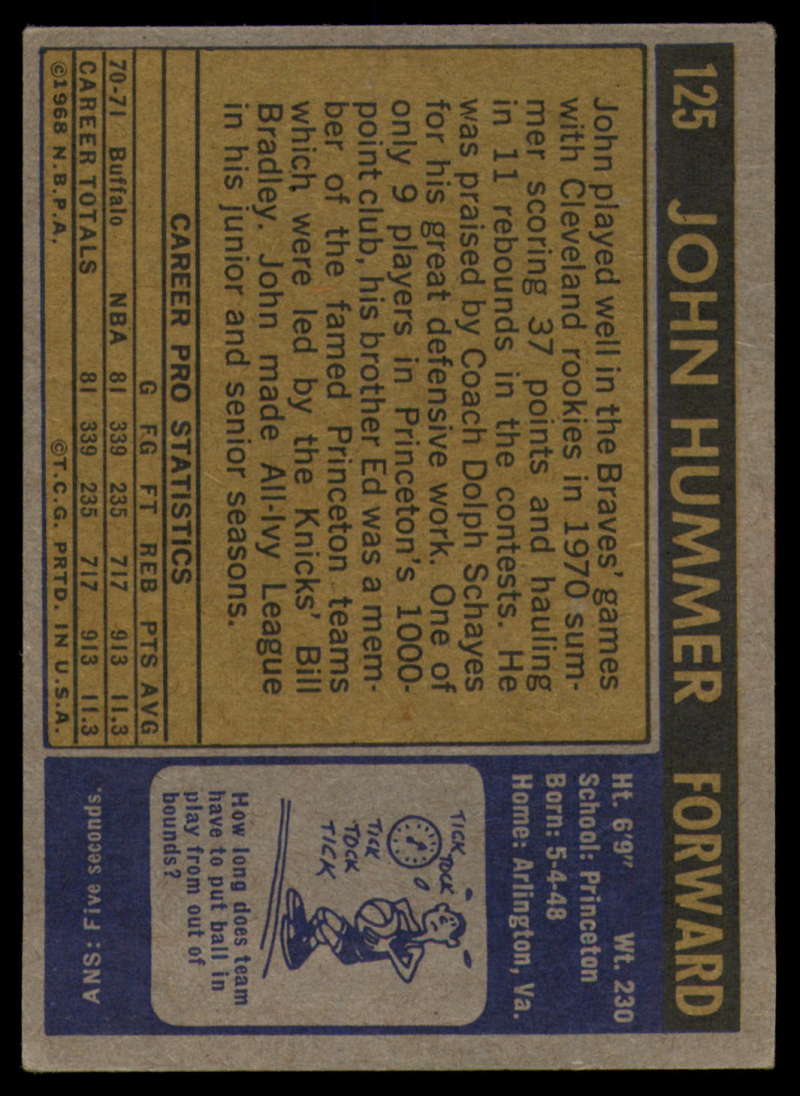 125 JOHN HUMMER FORWARD
John played well in the Braves' games
with Cleveland rookies in 1970 sum-
mer scoring 37 points and hauling
in 11 rebounds in the contests. He
was praised by Coach Dolph Schayes
for his great defensive work. One of
only 9 players in Princeton's 1000-
point club, his brother Ed was a mem-
ber of the famed Princeton teams
which were led by the Knicks' Bill
Bradley. John made All-Ivy League
in his junior and senior seasons.
CAREER PRO STATISTICS
G FG FT REB PTS AVG
70-71 Buffalo NBA 81 339 235 717 913 11.3
CAREER TOTALS 81 339 235 717 913 11.3
©1968 N.B.P.A. ©T.C.G. PRTD. IN U.S.A.
Ht. 6'9" Wt. 230
School: Princeton
Born: 5-4-48
Home: Arlington, Va.
TICK
TOCK
TICK
TOCK
TICK
How long does team
have to put ball in
play from out of
bounds?
ANS: Five seconds.